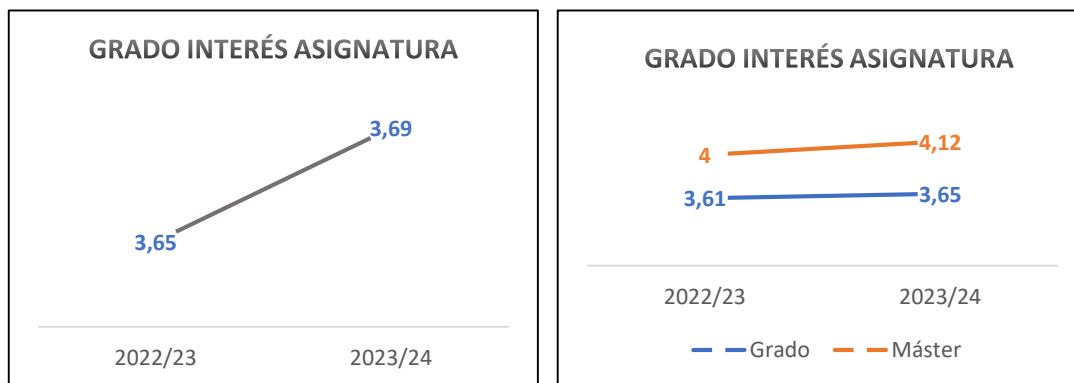 GRADO INTERÉS ASIGNATURA
3,69
3,65
2022/23 2023/24
GRADO INTERÉS ASIGNATURA
4 4,12
3,61 3,65
2022/23 2023/24
Grado Máster